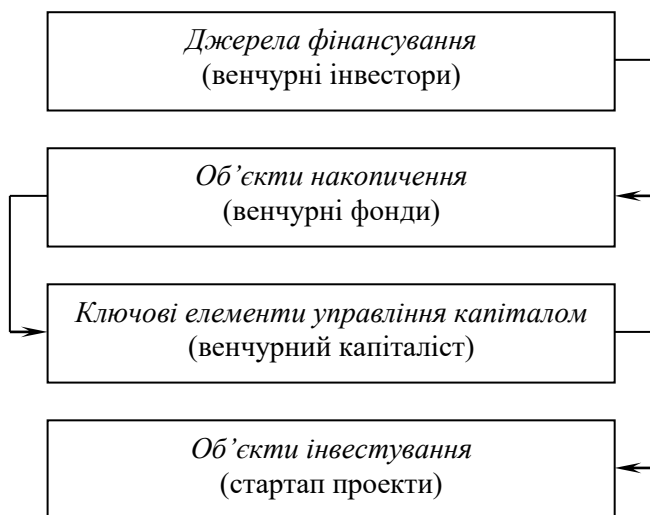 Джерела фінансування
(венчурні інвестори)
Об’єкти накопичення
(венчурні фонди)
Ключові елементи управління капіталом
(венчурний капіталіст)
Об’єкти інвестування
(стартап проекти)